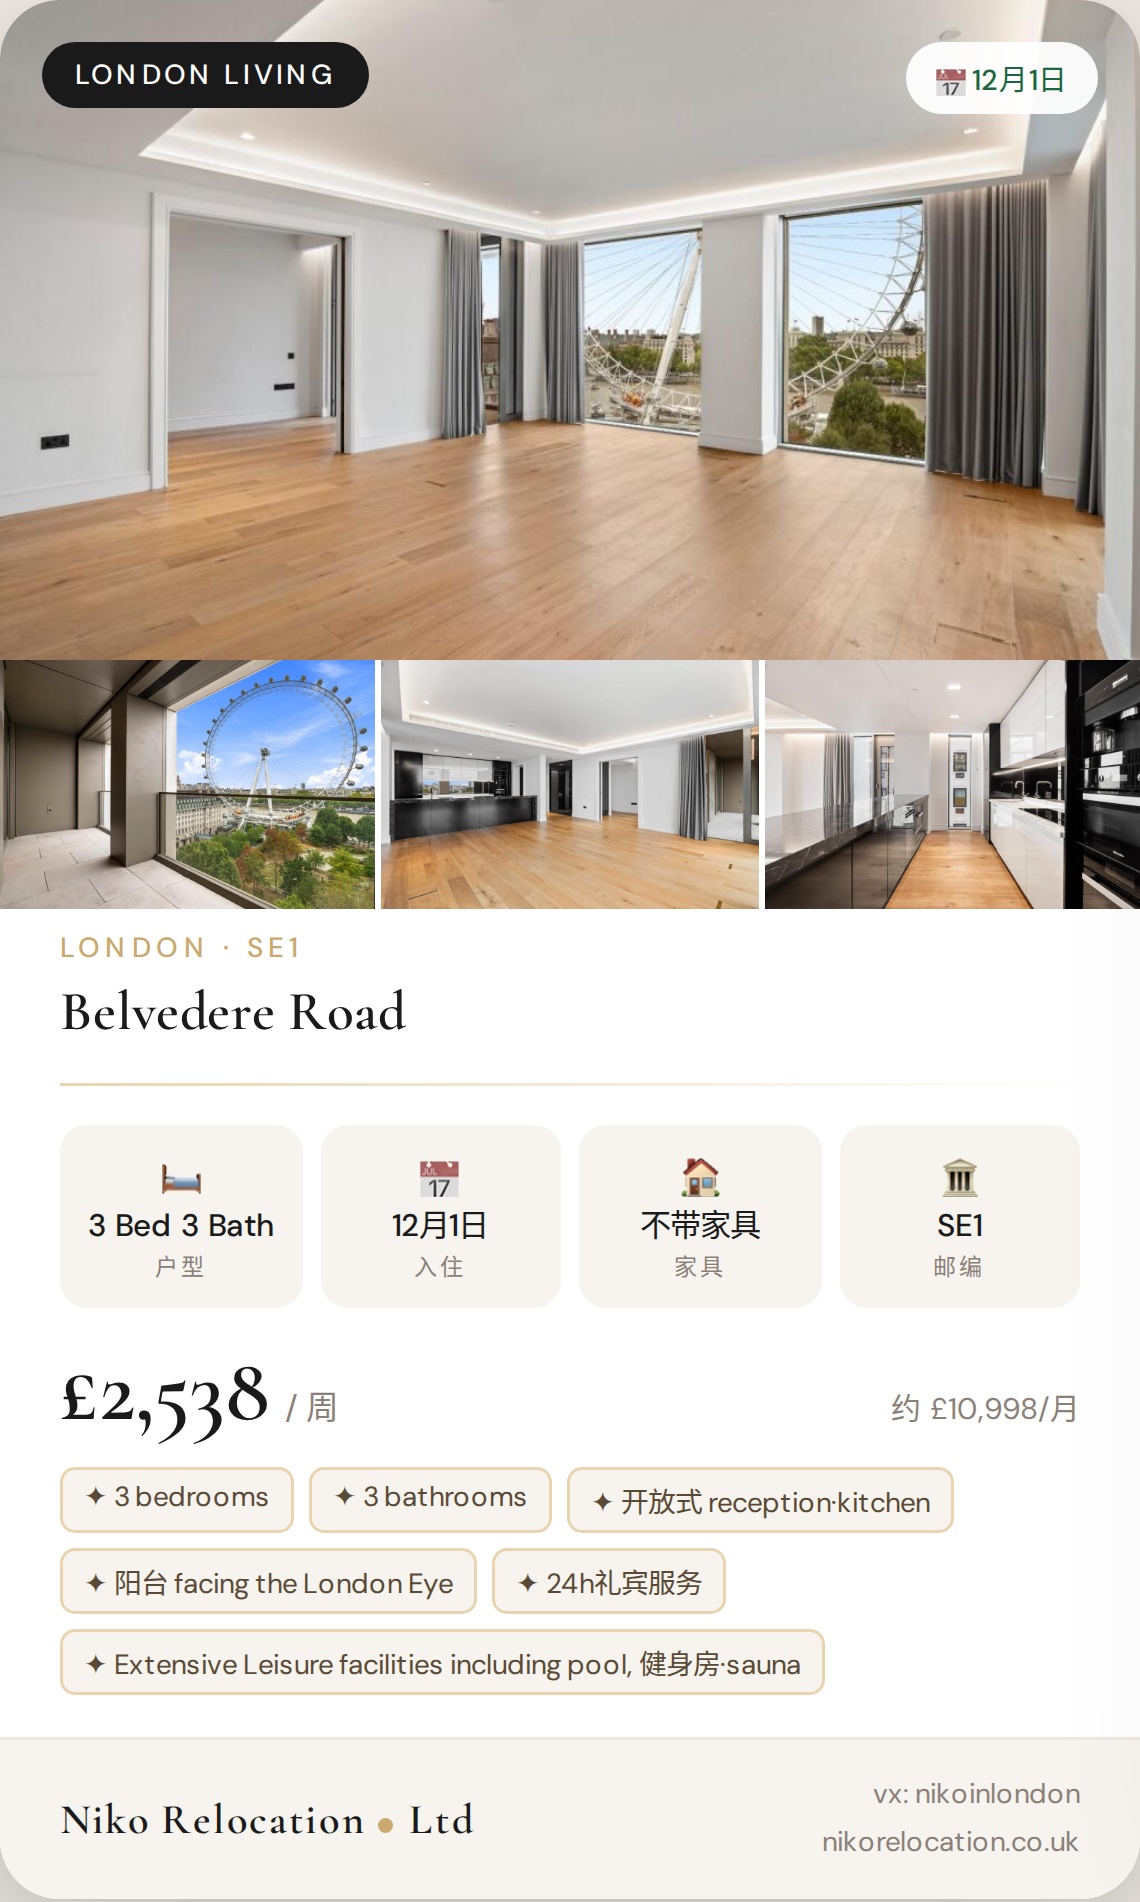 LONDON LIVING
12月1日
LONDON · SE1
Belvedere Road
3 Bed 3 Bath
户型
12月1日
入住
不带家具
家具
SE1
邮编
£2,538 / 周
约 £10,998/月
✦ 3 bedrooms
✦ 3 bathrooms
✦ 开放式 reception·kitchen
✦ 阳台 facing the London Eye
✦ 24h礼宾服务
✦ Extensive Leisure facilities including pool, 健身房·sauna
Niko Relocation ● Ltd
vx: nikoinlondon
nikorelocation.co.uk